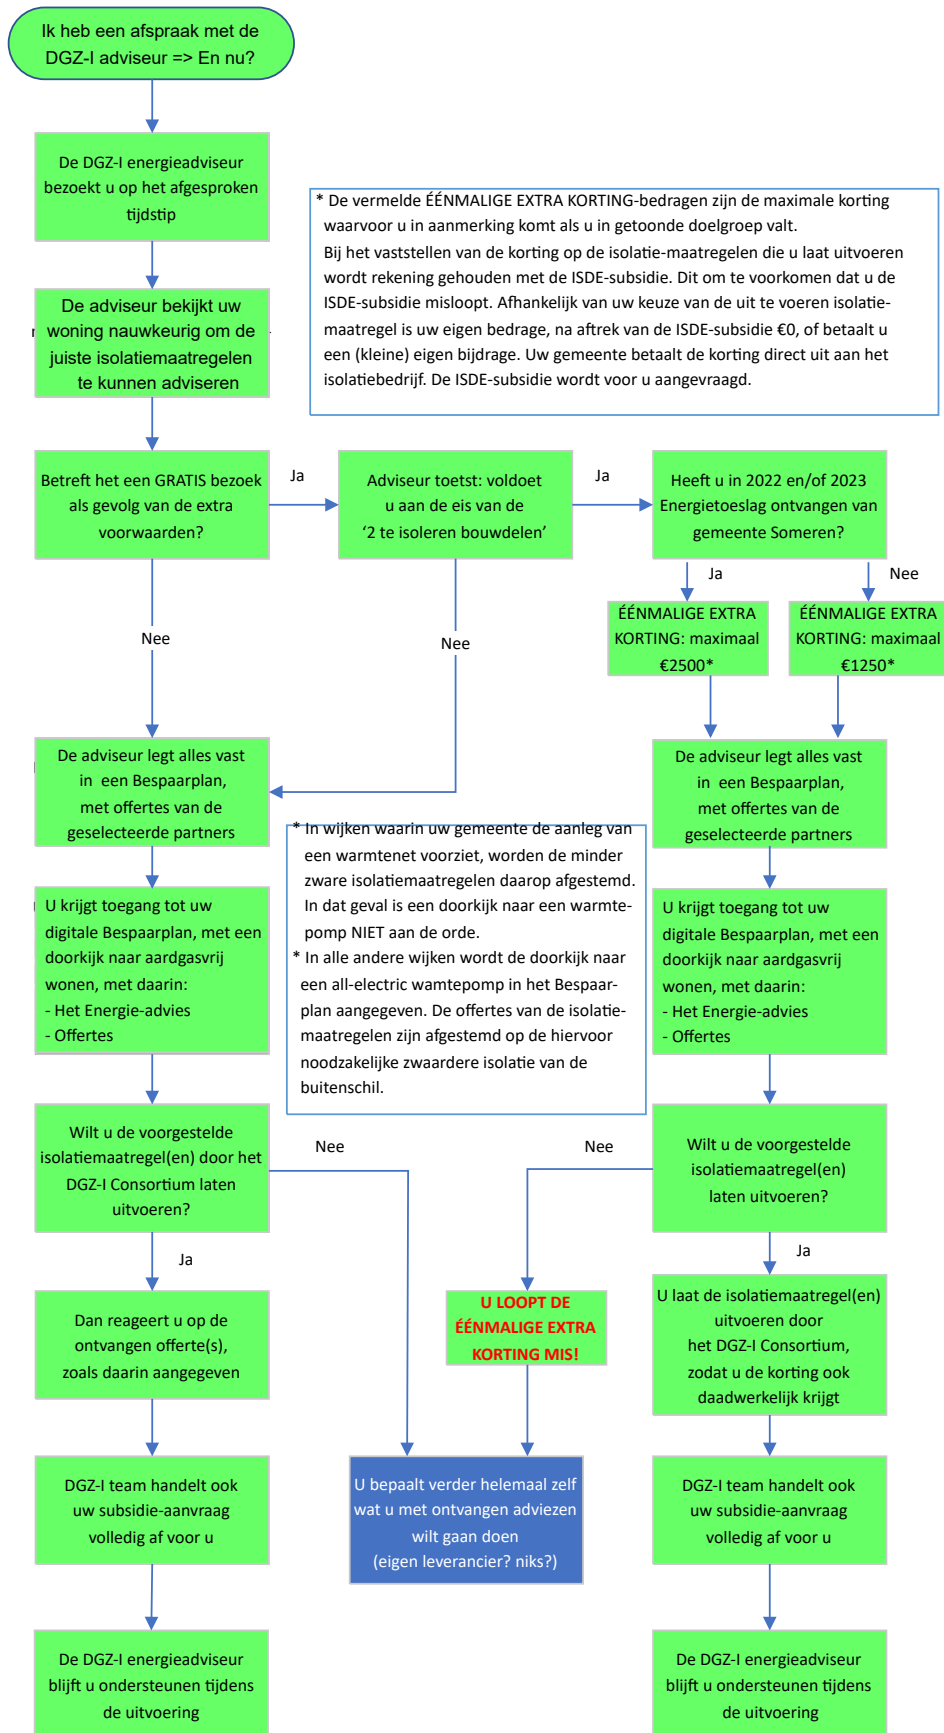 Ik heb een afspraak met de
DGZ-I adviseur => En nu?
De DGZ-I energieadviseur
bezoekt u op het afgesproken
tijdstip
* De vermelde ÉÉNMALIGE EXTRA KORTING-bedragen zijn de maximale korting
waarvoor u in aanmerking komt als u in getoonde doelgroep valt.
Bij het vaststellen van de korting op de isolatie-maatregelen die u laat uitvoeren
wordt rekening gehouden met de ISDE-subsidie. Dit om te voorkomen dat u de
ISDE-subsidie misloopt. Afhankelijk van uw keuze van de uit te voeren isolatie-
maatregel is uw eigen bedrage, na aftrek van de ISDE-subsidie €0, of betaalt u
een (kleine) eigen bijdrage. Uw gemeente betaalt de korting direct uit aan het
isolatiebedrijf. De ISDE-subsidie wordt voor u aangevraagd.
De adviseur bekijkt uw
woning nauwkeurig om de
juiste isolatiemaatregelen
te kunnen adviseren
Betreft het een GRATIS bezoek
als gevolg van de extra
voorwaarden?
Ja
Adviseur toetst: voldoet
u aan de eis van de
‘2 te isoleren bouwdelen’
Ja
Heeft u in 2022 en/of 2023
Energietoeslag ontvangen van
gemeente Someren?
Ja
Nee
ÉÉNMALIGE EXTRA
KORTING: maximaal
€2500*
ÉÉNMALIGE EXTRA
KORTING: maximaal
€1250*
Nee
Nee
De adviseur legt alles vast
in een Bespaarplan,
met offertes van de
geselecteerde partners
De adviseur legt alles vast
in een Bespaarplan,
met offertes van de
geselecteerde partners
* In wijken waarin uw gemeente de aanleg van
een warmtenet voorziet, worden de minder
zware isolatiemaatregelen daarop afgestemd.
In dat geval is een doorkijk naar een warmte-
pomp NIET aan de orde.
* In alle andere wijken wordt de doorkijk naar
een all-electric wamtepomp in het Bespaar-
plan aangegeven. De offertes van de isolatie-
maatregelen zijn afgestemd op de hiervoor
noodzakelijke zwaardere isolatie van de
buitenschil.
U krijgt toegang tot uw
digitale Bespaarplan, met een
doorkijk naar aardgasvrij
wonen, met daarin:
- Het Energie-advies
- Offertes
U krijgt toegang tot uw
digitale Bespaarplan, met een
doorkijk naar aardgasvrij
wonen, met daarin:
- Het Energie-advies
- Offertes
Wilt u de voorgestelde
isolatiemaatregel(en) door het
DGZ-I Consortium laten
uitvoeren?
Nee
Nee
Wilt u de voorgestelde
isolatiemaatregel(en)
laten uitvoeren?
Ja
Ja
Dan reageert u op de
ontvangen offerte(s),
zoals daarin aangegeven
U LOOPT DE
ÉÉNMALIGE EXTRA
KORTING MIS!
U laat de isolatiemaatregel(en)
uitvoeren door
het DGZ-I Consortium,
zodat u de korting ook
daadwerkelijk krijgt
DGZ-I team handelt ook
uw subsidie-aanvraag
volledig af voor u
U bepaalt verder helemaal zelf
wat u met ontvangen adviezen
wilt gaan doen
(eigen leverancier? niks?)
DGZ-I team handelt ook
uw subsidie-aanvraag
volledig af voor u
De DGZ-I energieadviseur
blijft u ondersteunen tijdens
de uitvoering
De DGZ-I energieadviseur
blijft u ondersteunen tijdens
de uitvoering